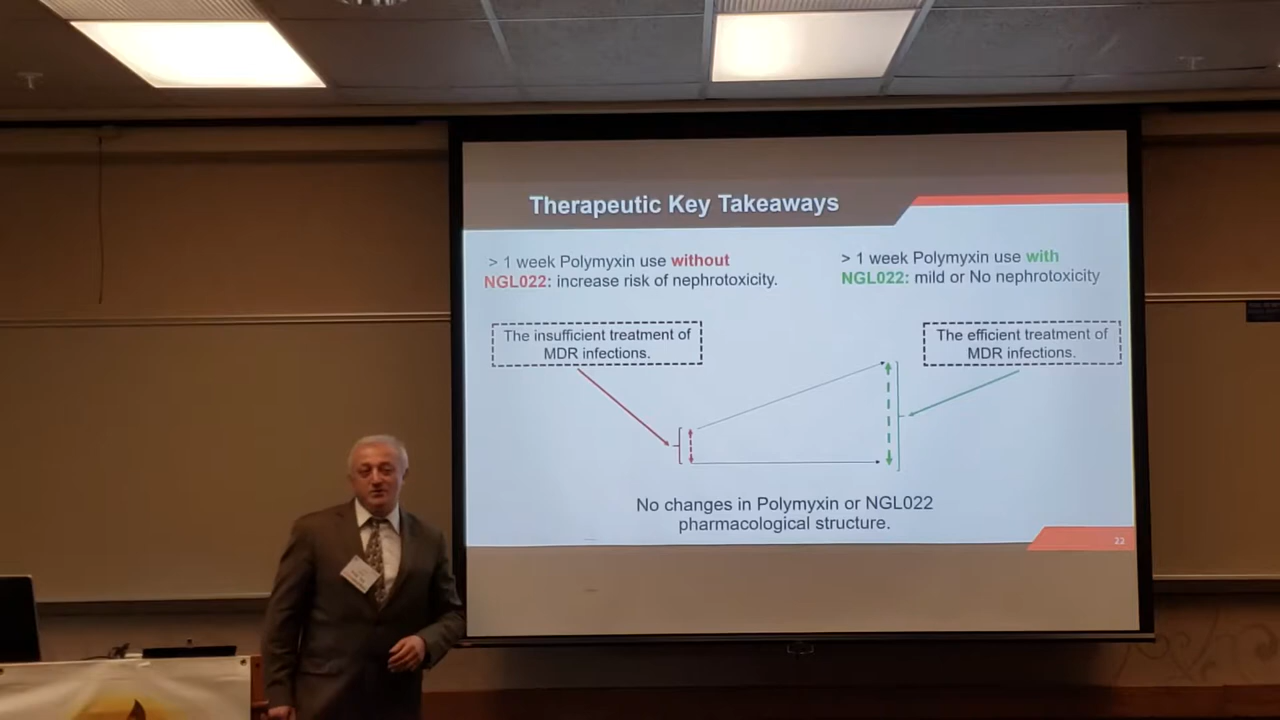 Therapeutic Key Takeaways
> 1 week Polymyxin use without
NGL022: increase risk of nephrotoxicity.
> 1 week Polymyxin use with
NGL022: mild or No nephrotoxicity
The insufficient treatment of
MDR infections.
The efficient treatment of
MDR infections.
No changes in Polymyxin or NGL022
pharmacological structure.
22